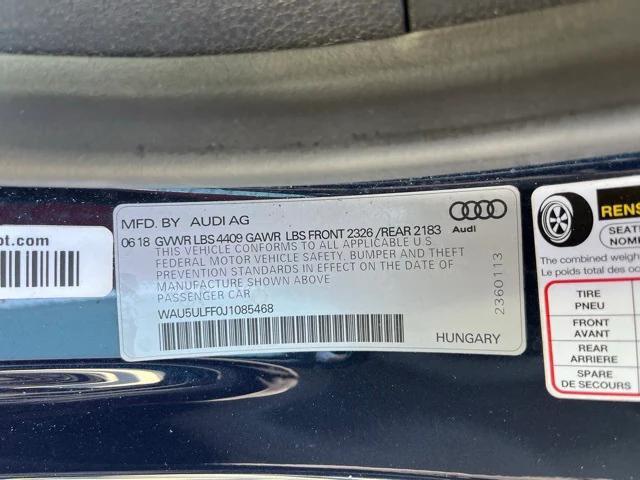 ot.com
MFD. BY AUDI AG
Audi
06 18 GVWR LBS 4409 GAWR LBS FRONT 2326 /REAR 2183
THIS VEHICLE CONFORMS TO ALL APPLICABLE U S
FEDERAL MOTOR VEHICLE SAFETY, BUMPER AND THEFT
PREVENTION STANDARDS IN EFFECT ON THE DATE OF
MANUFACTURE SHOWN ABOVE
PASSENGER CAR
WAU5ULFF0J1085468
HUNGARY
2360113
RENS
SEATI
NOM
The combined weigh
Le poids total des oc
TIRE
PNEU
FRONT
AVANT
REAR
ARRIERE
SPARE
DE SECOURS